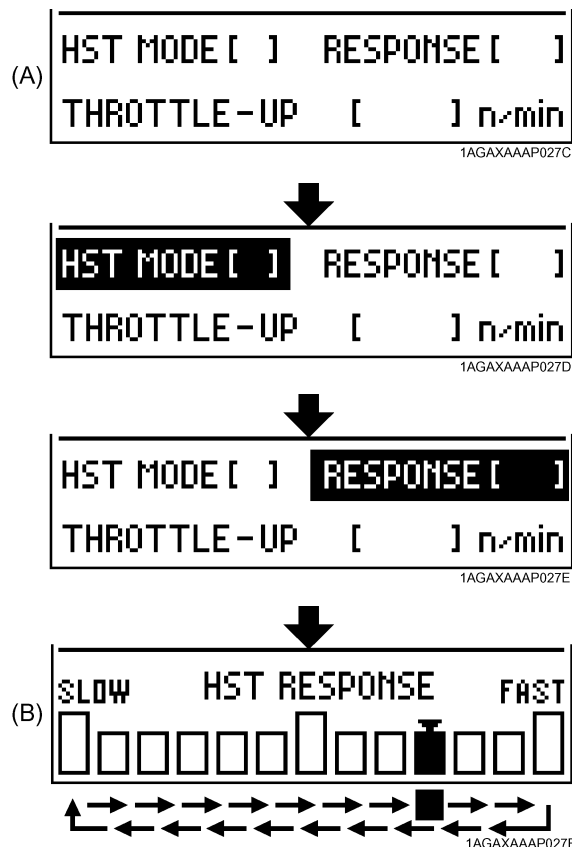 (A)
HST MODE [ ] RESPONSE [ ]
THROTTLE-UP [ ] n/min
1AGAXAAAP027C
HST MODE [ ] RESPONSE [ ]
THROTTLE-UP [ ] n/min
1AGAXAAAP027D
HST MODE [ ] RESPONSE [ ]
THROTTLE-UP [ ] n/min
1AGAXAAAP027E
(B)
SLOW HST RESPONSE FAST
1AGAXAAAP027F